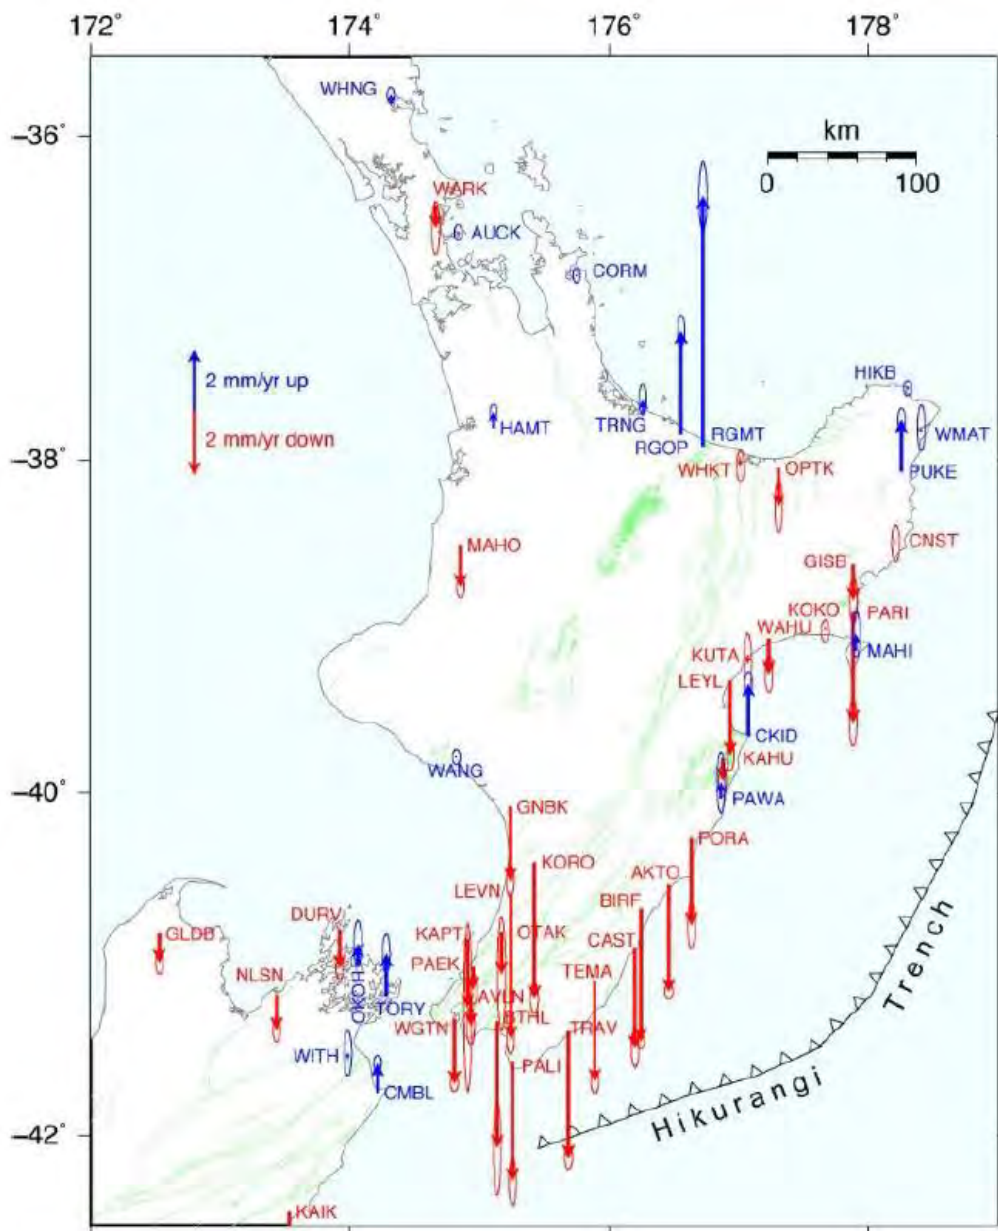 172° 174° 176° 178°
WHNG
−36°
km
0 100
WARK
AUCK
CORM
2 mm/yr up
HIKB
2 mm/yr down
HAMT
TRNG
RGOP
RGMT
WMAT
−38°
WHKT
OPTK
PUKE
CNST
MAHO
GISB
KOKO
PARI
WAHU
KUTA
MAHI
LEYL
CKID
WANG
KAHU
−40°
PAWA
GNBK
PORA
KORO
AKTO
LEVN
BIRF
DURV
GLDB
KAPT
OTAK
CAST
PAEK
TEMA
NLSN
OKOH
TORY
AVLN
BTHL
WGTN
TRAV
WITH
PALI
CMBL
Hikurangi
Trench
−42°
KAIK